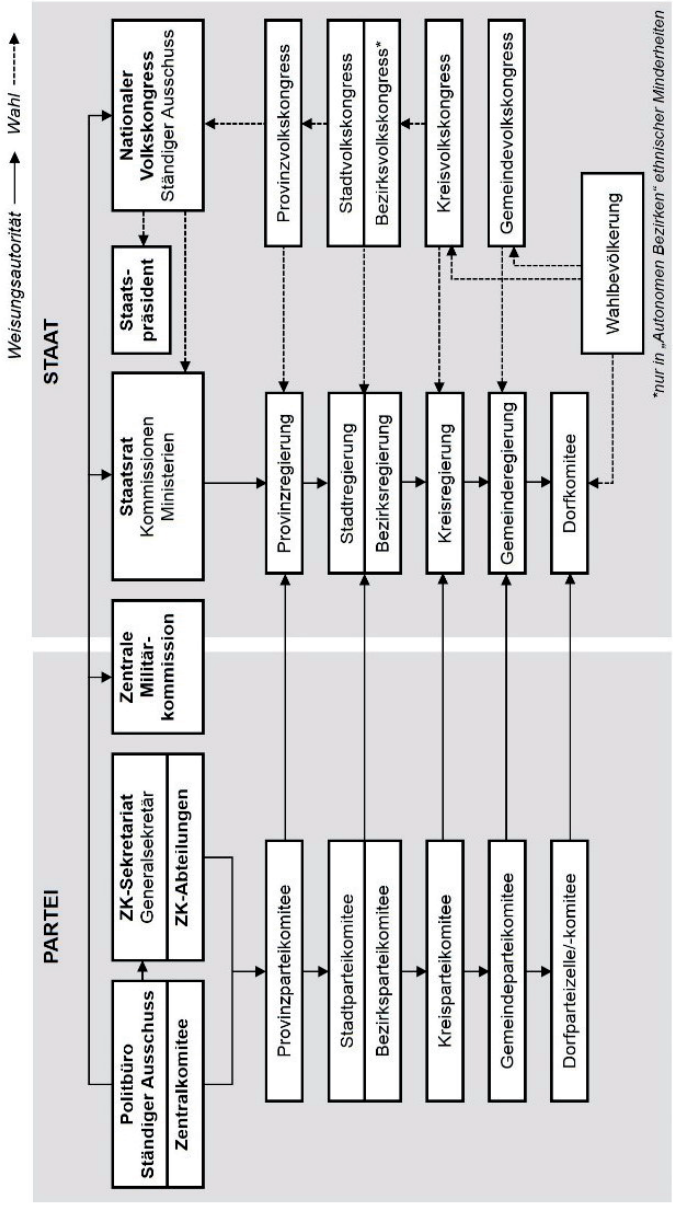 Weisungsautorität
Wahl
PARTEI
STAAT
Politbüro
Ständiger Ausschuss
Zentralkomitee
ZK-Sekretariat
Generalsekretär
ZK-Abteilungen
Zentrale
Militär-
kommission
Staatsrat
Kommissionen
Ministerien
Staats-
präsident
Nationaler
Volkskongress
Ständiger Ausschuss
Provinzparteikomitee
Provinzregierung
Provinzvolkskongress
Stadtparteikomitee
Bezirksparteikomitee
Stadtregierung
Bezirksregierung
Stadtvolkskongress
Bezirksvolkskongress*
Kreisparteikomitee
Kreisregierung
Kreisvolkskongress
Gemeindeparteikomitee
Gemeinderegierung
Gemeindevolkskongress
Dorfparteizelle/-komitee
Dorfkomitee
Wahlbevölkerung
*nur in „Autonomen Bezirken“ ethnischer Minderheiten